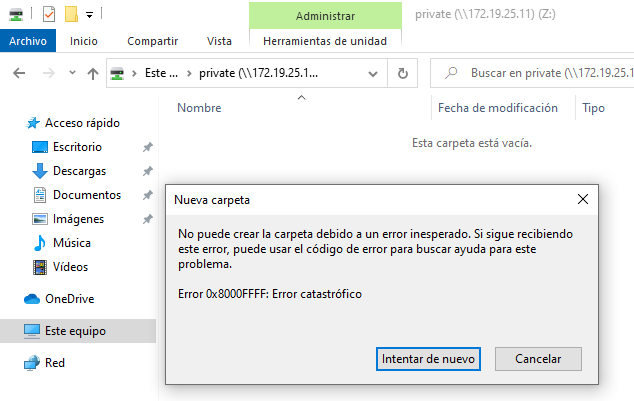 Administrar
private (\\172.19.25.11) (Z:)
Archivo
Inicio
Compartir
Vista
Herramientas de unidad
Este ...
private (\\172.19.25.1...
Buscar en private (\\172.19.25.1
Nombre
Fecha de modificación
Tipo
Esta carpeta está vacía.
Acceso rápido
Escritorio
Descargas
Documentos
Imágenes
Música
Vídeos
OneDrive
Este equipo
Red
Nueva carpeta
No puede crear la carpeta debido a un error inesperado. Si sigue recibiendo
este error, puede usar el código de error para buscar ayuda para este
problema.
Error 0x8000FFFF: Error catastrófico
Intentar de nuevo
Cancelar